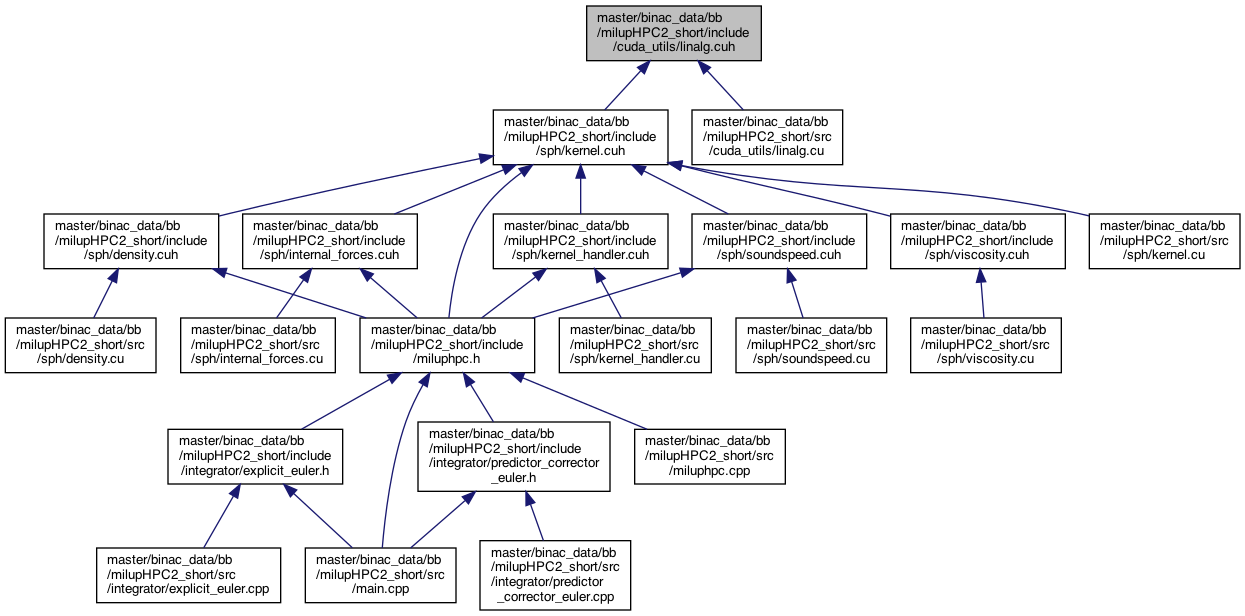 master/binac_data/bb
/milupHPC2_short/include
/cuda_utils/linalg.cuh
master/binac_data/bb
/milupHPC2_short/include
/sph/kernel.cuh
master/binac_data/bb
/milupHPC2_short/src
/cuda_utils/linalg.cu
master/binac_data/bb
/milupHPC2_short/include
/sph/density.cuh
master/binac_data/bb
/milupHPC2_short/include
/sph/internal_forces.cuh
master/binac_data/bb
/milupHPC2_short/include
/sph/kernel_handler.cuh
master/binac_data/bb
/milupHPC2_short/include
/sph/soundspeed.cuh
master/binac_data/bb
/milupHPC2_short/include
/sph/viscosity.cuh
master/binac_data/bb
/milupHPC2_short/src
/sph/kernel.cu
master/binac_data/bb
/milupHPC2_short/src
/sph/density.cu
master/binac_data/bb
/milupHPC2_short/src
/sph/internal_forces.cu
master/binac_data/bb
/milupHPC2_short/include
/miluphpc.h
master/binac_data/bb
/milupHPC2_short/src
/sph/kernel_handler.cu
master/binac_data/bb
/milupHPC2_short/src
/sph/soundspeed.cu
master/binac_data/bb
/milupHPC2_short/src
/sph/viscosity.cu
master/binac_data/bb
/milupHPC2_short/include
/integrator/explicit_euler.h
master/binac_data/bb
/milupHPC2_short/include
/integrator/predictor_corrector
_euler.h
master/binac_data/bb
/milupHPC2_short/src
/miluphpc.cpp
master/binac_data/bb
/milupHPC2_short/src
/integrator/explicit_euler.cpp
master/binac_data/bb
/milupHPC2_short/src
/main.cpp
master/binac_data/bb
/milupHPC2_short/src
/integrator/predictor
_corrector_euler.cpp